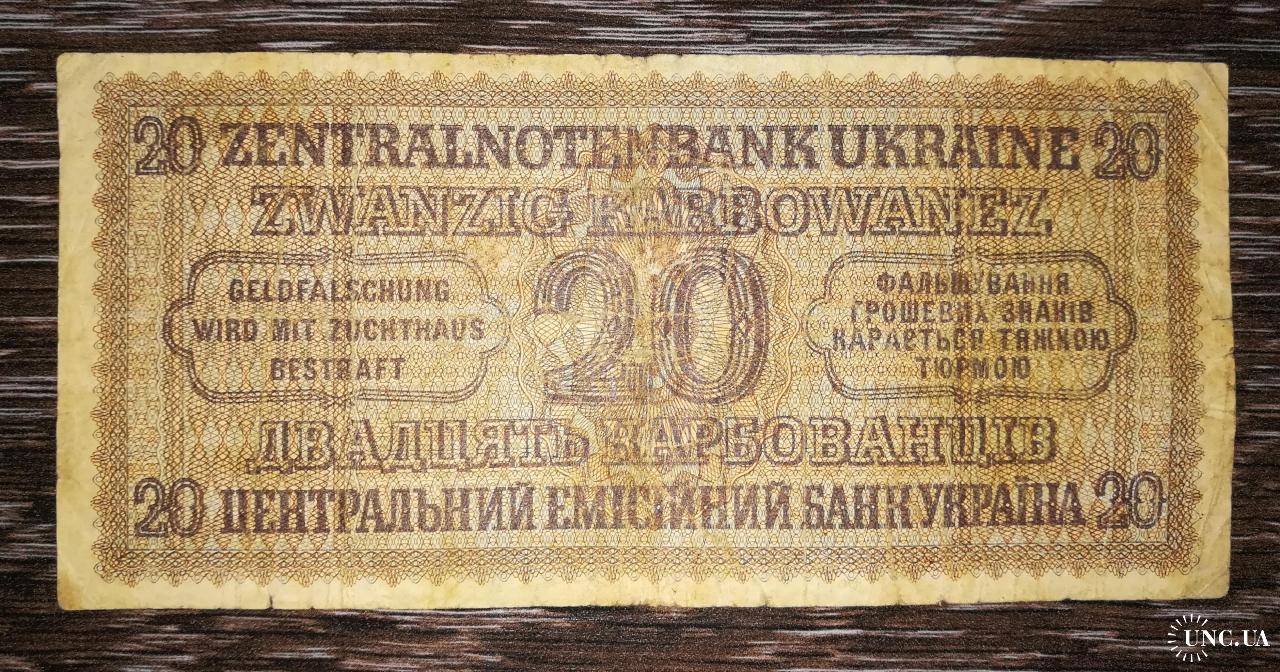 20 ZENTRALNOTENBANK UKRAINE 20
ZWANZIG KARBOWANEZ
GELDFÄLSCHUNG
WIRD MIT ZUCHTHAUS
BESTRAFT
20
ФАЛЬШУВАННЯ
ГРОШЕВИХ ЗНАКІВ
КАРАЄТЬСЯ ТЯЖКОЮ
ТЮРМОЮ
ДВАДЦЯТЬ КАРБОВАНЦІВ
20 ЦЕНТРАЛЬНИЙ ЕМІСІЙНИЙ БАНК УКРАЇНА 20
UNC.UA